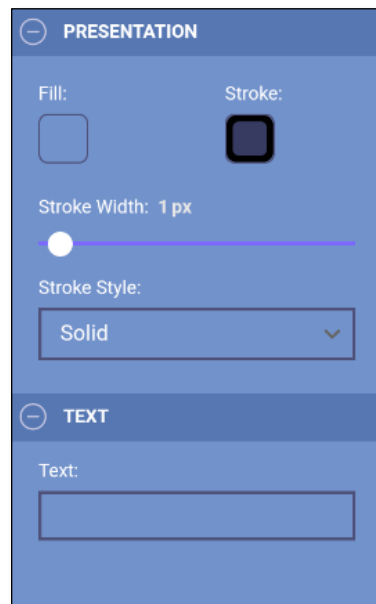 PRESENTATION
Fill: Stroke:
Stroke Width: 1 px
Stroke Style:
Solid
TEXT
Text: